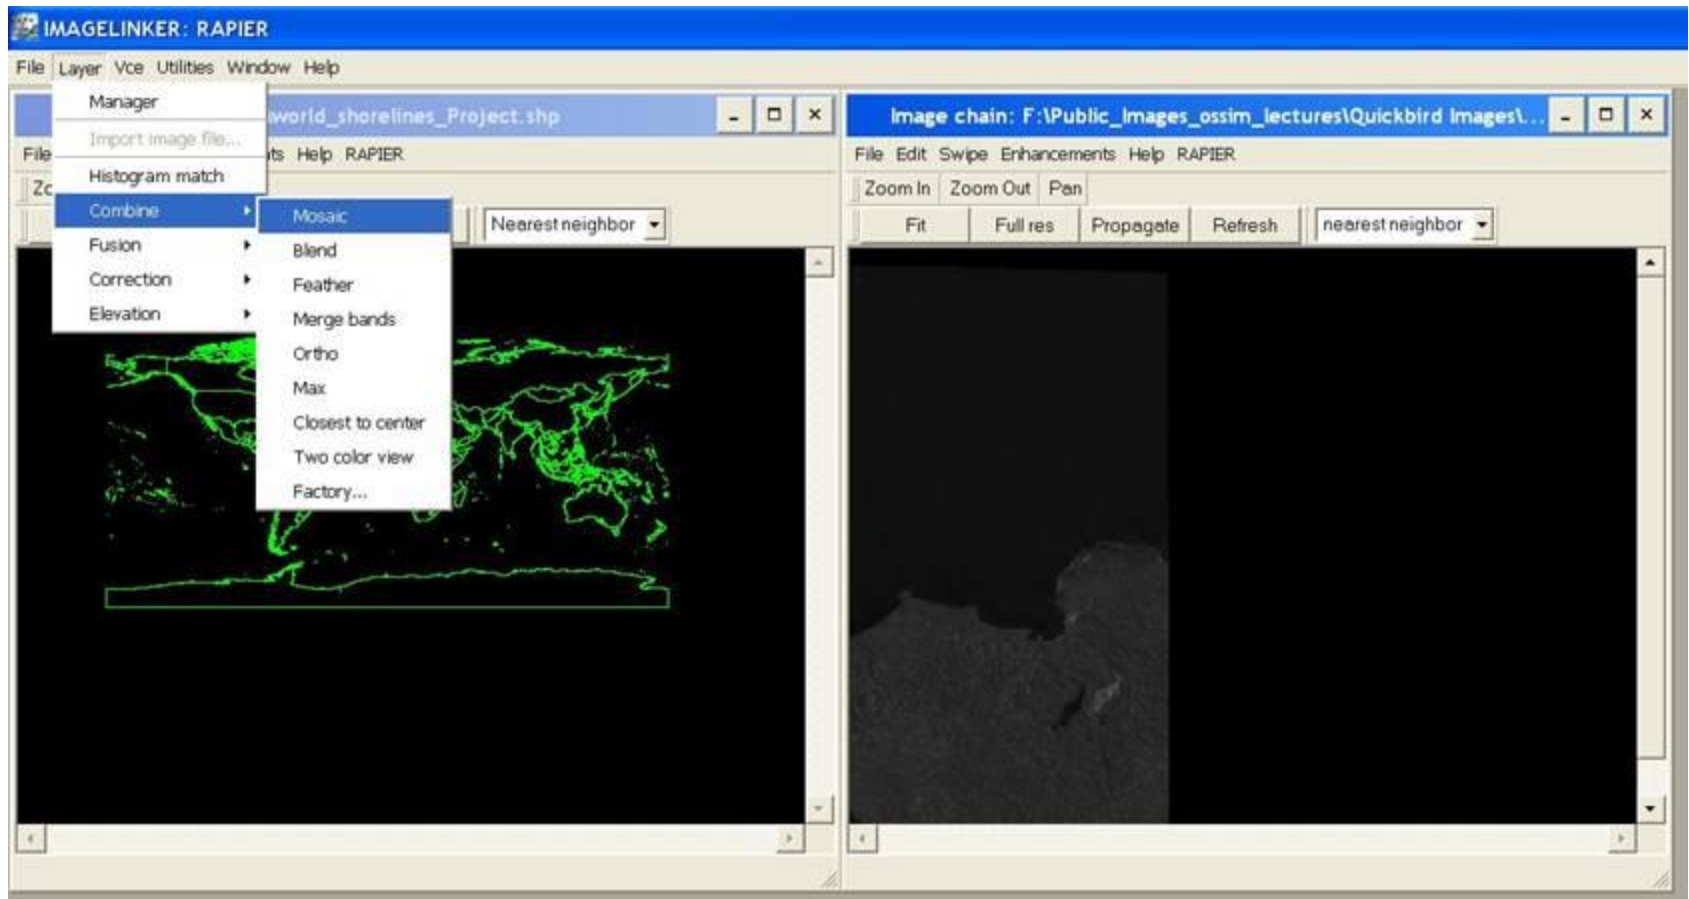 IMAGELINKER: RAPIER
File Layer Vce Utilities Window Help
Manager
Import image file...
Histogram match
Combine
Fusion
Correction
Elevation
Mosaic
Blend
Feather
Merge bands
Ortho
Max
Closest to center
Two color view
Factory...
world_shorelines_Project.shp
File Help RAPIER
Nearest neighbor
Image chain: F:\Public_Images_ossim_lectures\Quickbird Images\...
File Edit Swipe Enhancements Help RAPIER
Zoom In Zoom Out Pan
Fit Full res Propagate Refresh nearest neighbor